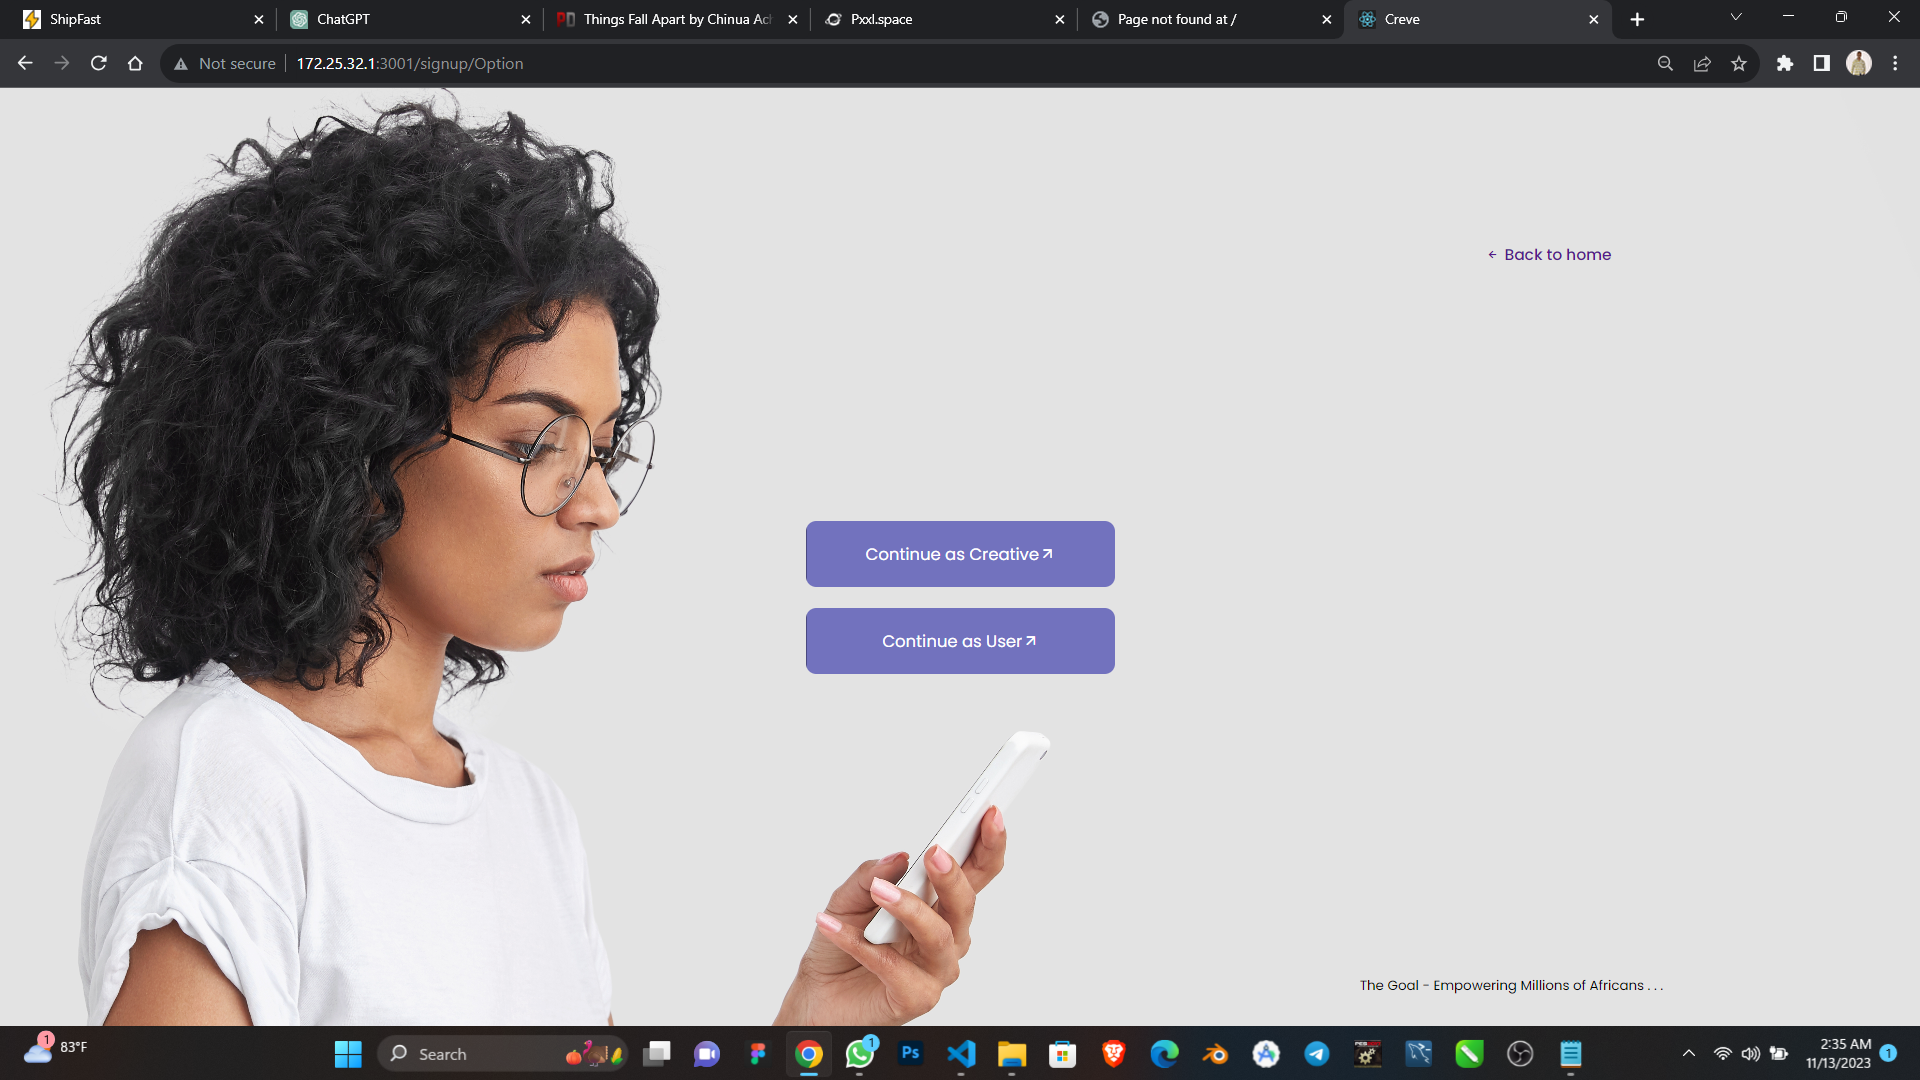 ShipFast
ChatGPT
Things Fall Apart by Chinua Ach
Pxxl.space
Page not found at /
Creve
Not secure
172.25.32.1:3001/signup/Option
← Back to home
Continue as Creative
Continue as User
The Goal - Empowering Millions of Africans . . .
1
83°F
Search
1
Ps
2:35 AM
11/13/2023
1